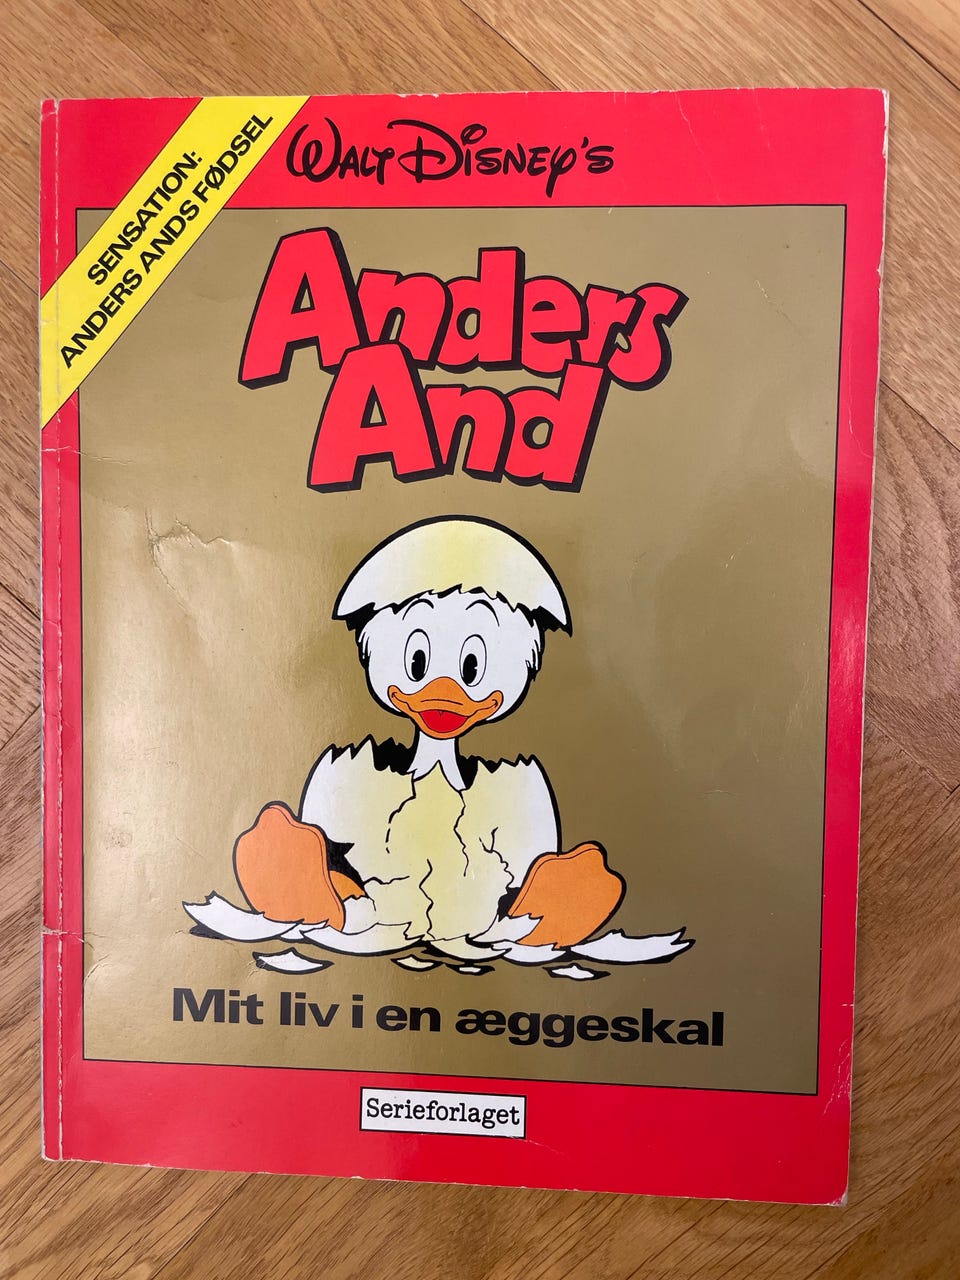 SENSATION:
ANDERS ANDS FØDSEL
WALT DISNEY'S
Anders
And
Mit liv i en æggeskal
Serieforlaget